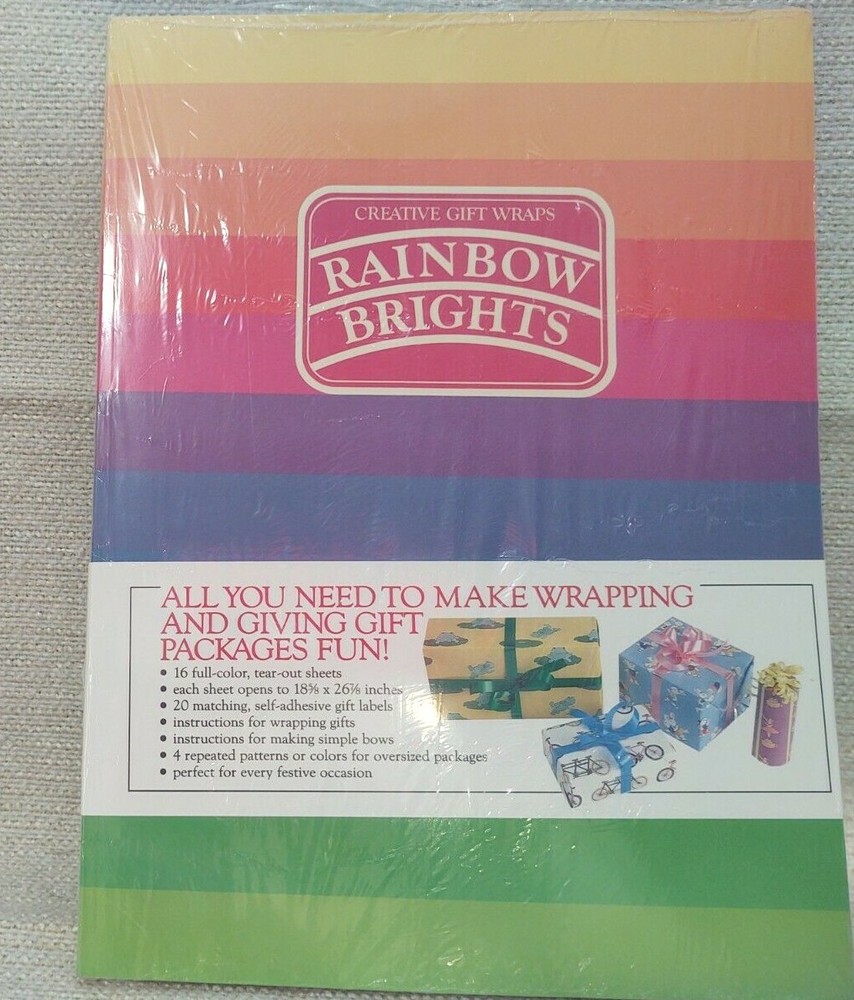 CREATIVE GIFT WRAPS
RAINBOW
BRIGHTS
ALL YOU NEED TO MAKE WRAPPING
AND GIVING GIFT
PACKAGES FUN!
• 16 full-color, tear-out sheets
• each sheet opens to 18⅝ x 26⅞ inches
• 20 matching, self-adhesive gift labels
• instructions for wrapping gifts
• instructions for making simple bows
• 4 repeated patterns or colors for oversized packages
• perfect for every festive occasion